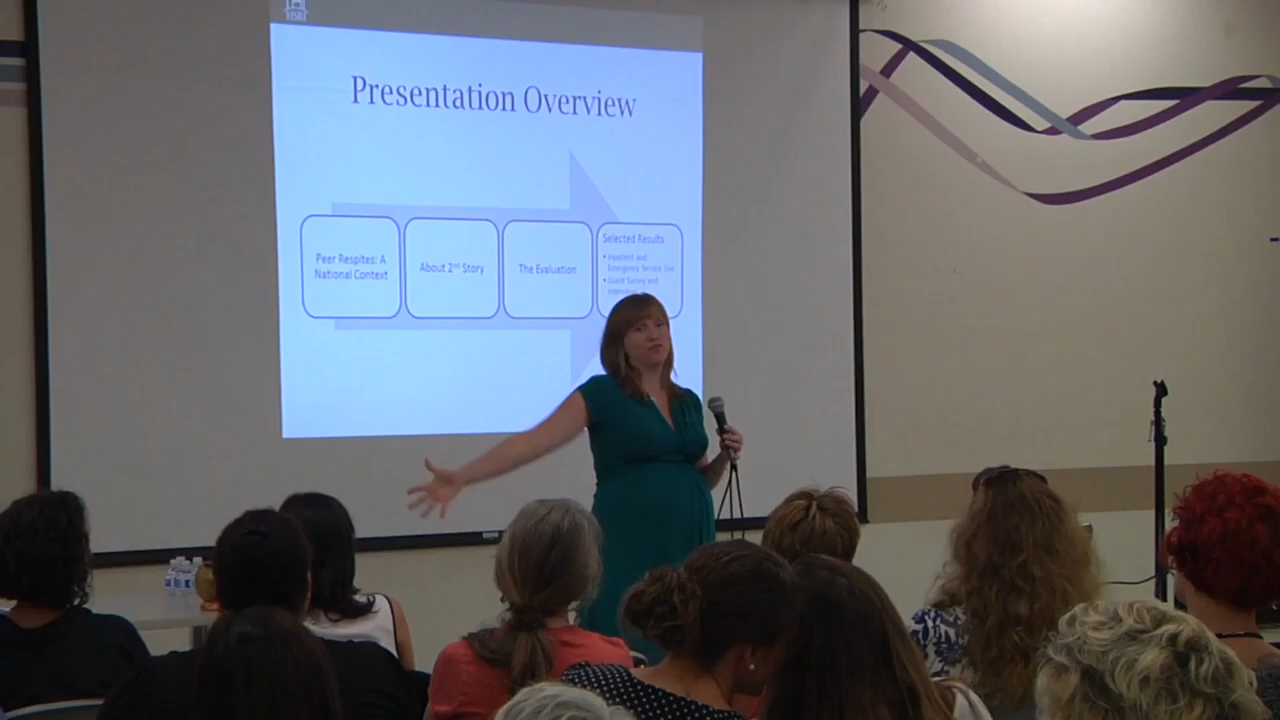 HSRI
Presentation Overview
Peer Respites: A
National Context
About 2nd Story
The Evaluation
Selected Results
• Inpatient and
Emergency Service Use
• Guest Survey and